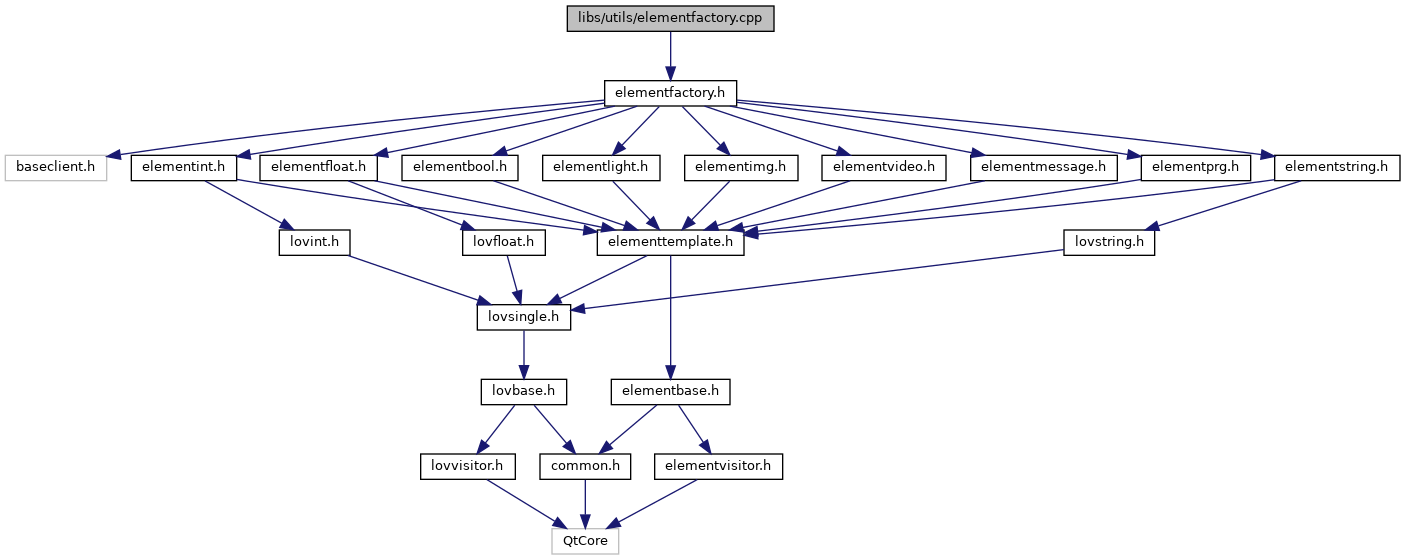 libs/utils/elementfactory.cpp
elementfactory.h
baseclient.h
elementint.h
elementfloat.h
elementbool.h
elementlight.h
elementimg.h
elementvideo.h
elementmessage.h
elementprg.h
elementstring.h
lovint.h
lovfloat.h
elementtemplate.h
lovstring.h
lovsingle.h
lovbase.h
elementbase.h
lovvisitor.h
common.h
elementvisitor.h
QtCore